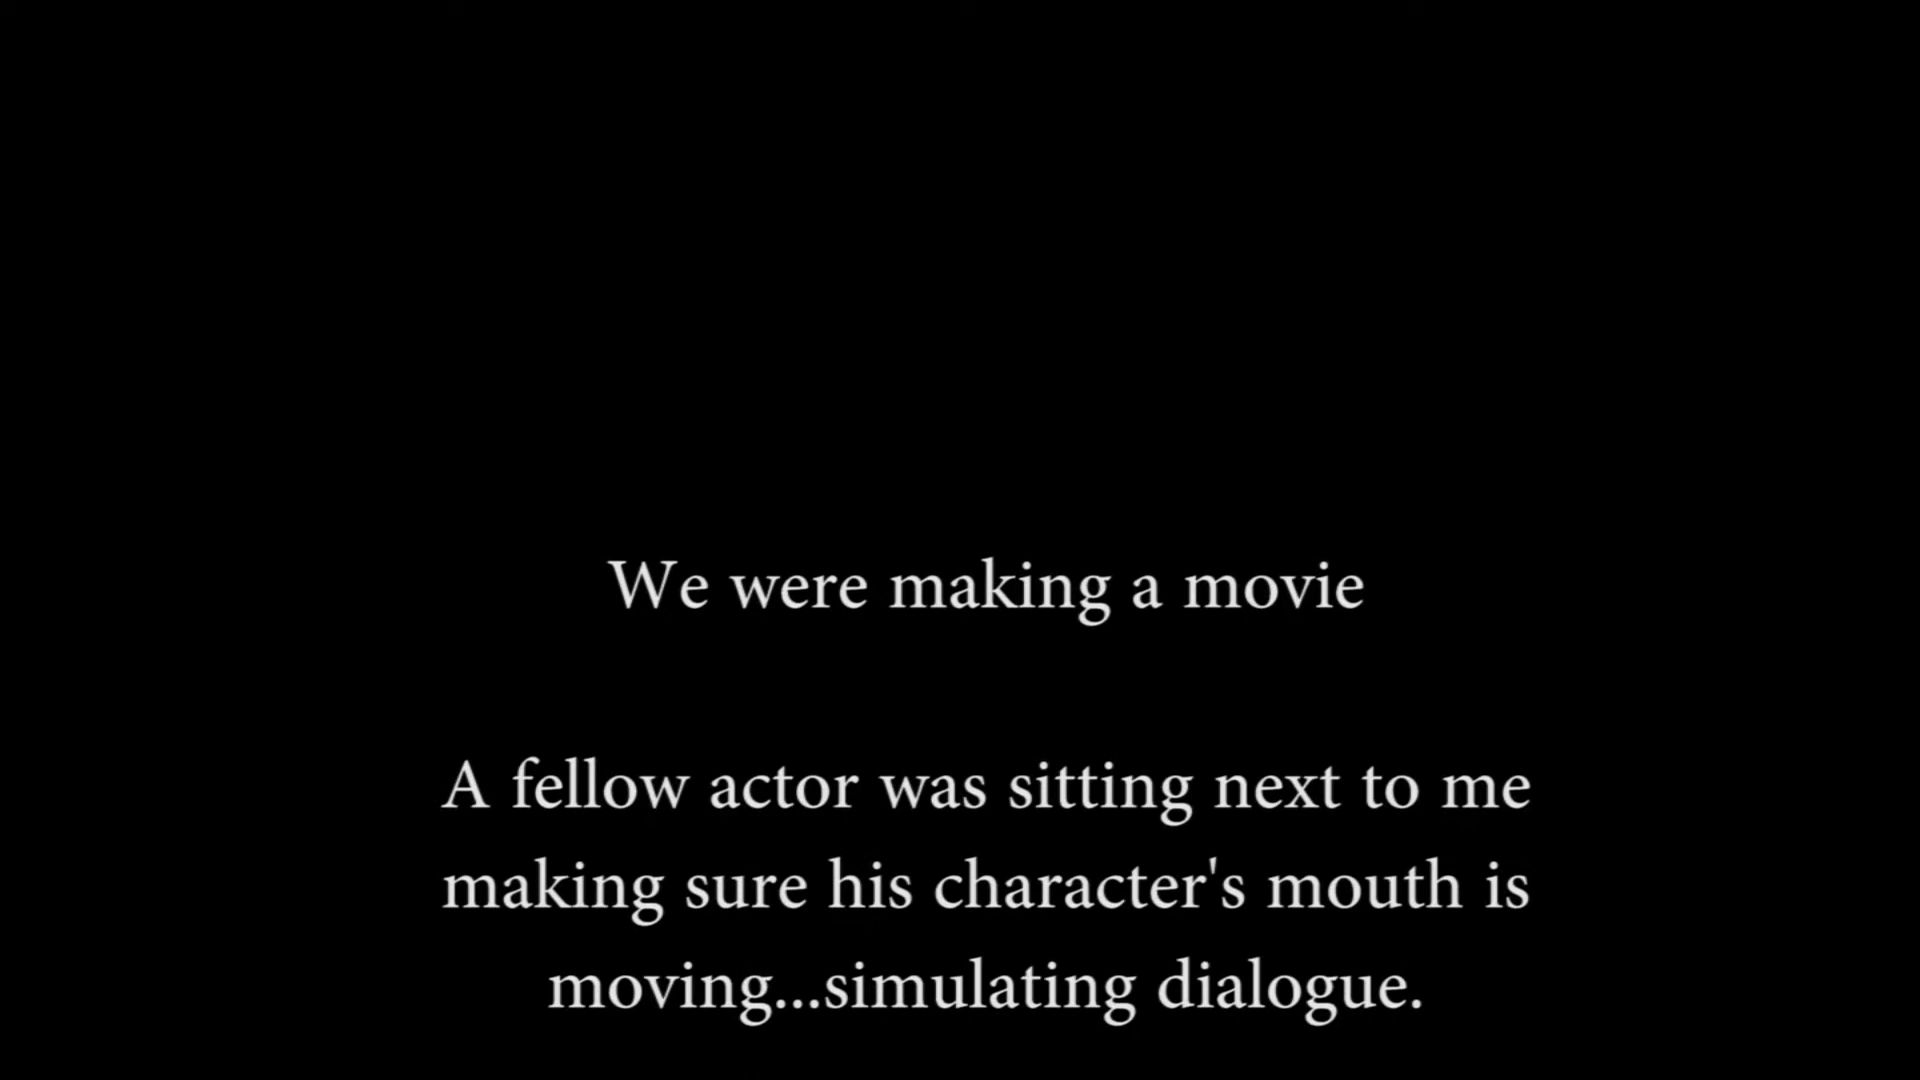 We were making a movie
A fellow actor was sitting next to me
making sure his character's mouth is
moving...simulating dialogue.